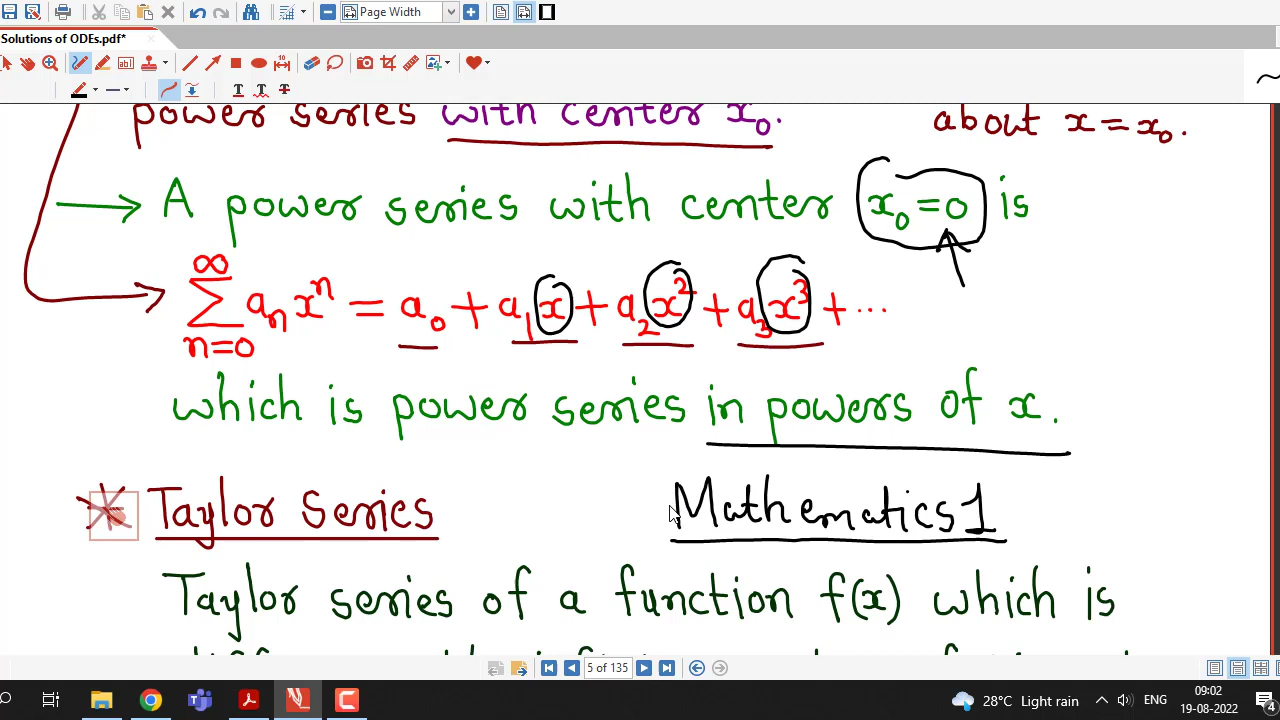 Page Width
Solutions of ODEs.pdf*
power series with center x₀.
about x = x₀.
→ A power series with center x₀ = 0 is
∞
∑ aₙxⁿ = a₀ + a₁x + a₂x² + a₃x³ + ...
n=0
which is power series in powers of x.
* Taylor Series
Mathematics 1
Taylor series of a function f(x) which is
5 of 135
28°C Light rain
ENG
09:02
19-08-2022
4